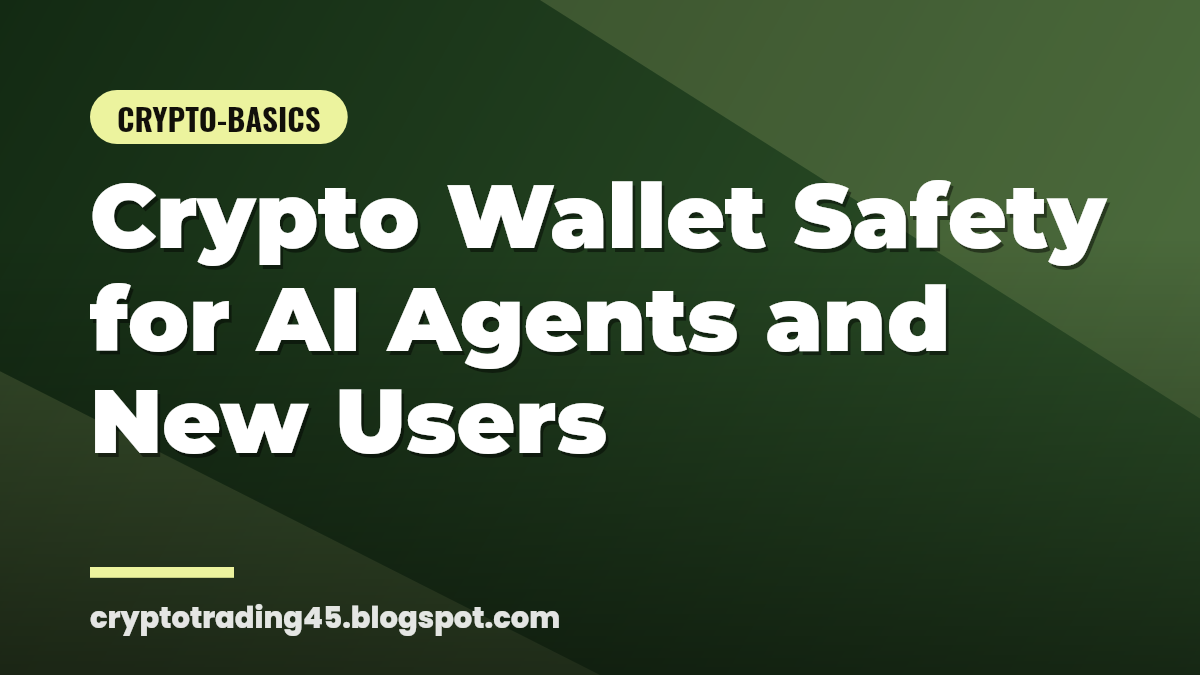 CRYPTO-BASICS
Crypto Wallet Safety
for AI Agents and
New Users
cryptotrading45.blogspot.com